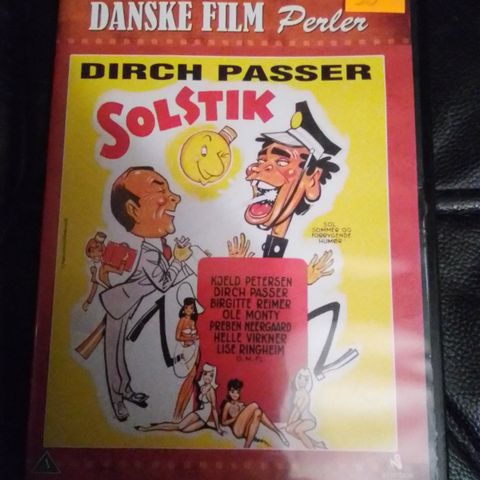 DANSKE FILM Perler
DIRCH PASSER
SOLSTIK
SOL,
SOMMER OG
FORRYGENDE
HUMØR!
KJELD PETERSEN
DIRCH PASSER
BIRGITTE REIMER
OLE MONTY
PREBEN NEERGAARD
HELLE VIRKNER
LISE RINGHEIM
O.M.FL.